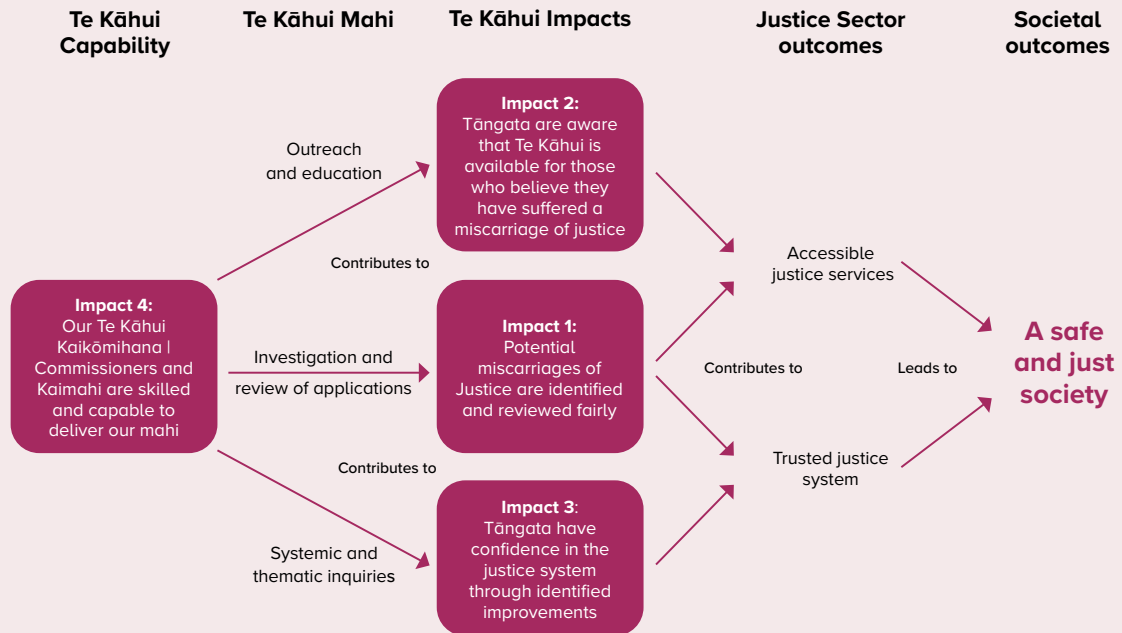 Te Kāhui
Capability
Te Kāhui Mahi
Te Kāhui Impacts
Justice Sector
outcomes
Societal
outcomes
Impact 4:
Our Te Kāhui
Kaikōmihana |
Commissioners and
Kaimahi are skilled
and capable to
deliver our mahi
Outreach
and education
Contributes to
Investigation and
review of applications
Contributes to
Systemic and
thematic inquiries
Impact 2:
Tāngata are aware
that Te Kāhui is
available for those
who believe they
have suffered a
miscarriage of justice
Impact 1:
Potential
miscarriages of
Justice are identified
and reviewed fairly
Impact 3:
Tāngata have
confidence in the
justice system
through identified
improvements
Accessible
justice services
Contributes to
Trusted justice
system
Leads to
A safe
and just
society